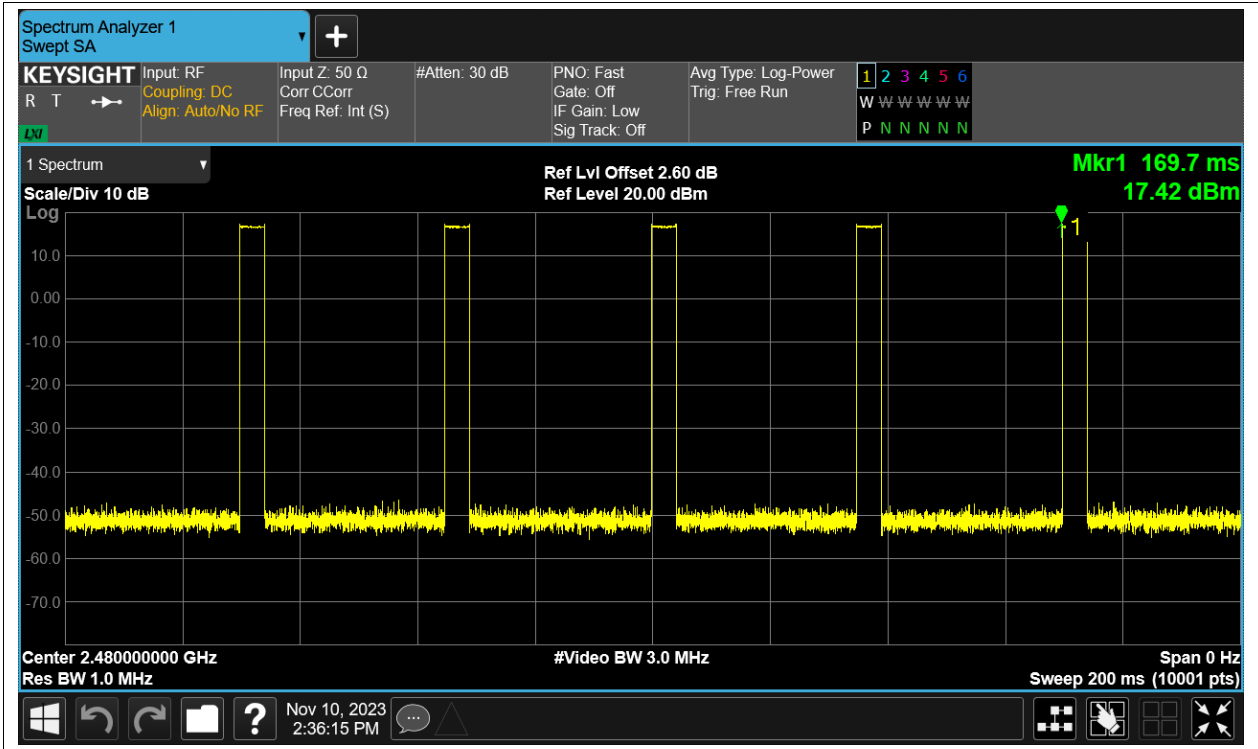 Spectrum Analyzer 1
Swept SA
+
KEYSIGHT
R T
LXI
Input: RF
Coupling: DC
Align: Auto/No RF
Input Z: 50 Ω
Corr CCorr
Freq Ref: Int (S)
#Atten: 30 dB
PNO: Fast
Gate: Off
IF Gain: Low
Sig Track: Off
Avg Type: Log-Power
Trig: Free Run
1 2 3 4 5 6
W W W W W W
P N N N N N
1 Spectrum
Scale/Div 10 dB
Ref Lvl Offset 2.60 dB
Ref Level 20.00 dBm
Mkr1 169.7 ms
17.42 dBm
Log
1
10.0
0.00
-10.0
-20.0
-30.0
-40.0
-50.0
-60.0
-70.0
Center 2.480000000 GHz
#Video BW 3.0 MHz
Span 0 Hz
Res BW 1.0 MHz
Sweep 200 ms (10001 pts)
?
Nov 10, 2023
2:36:15 PM